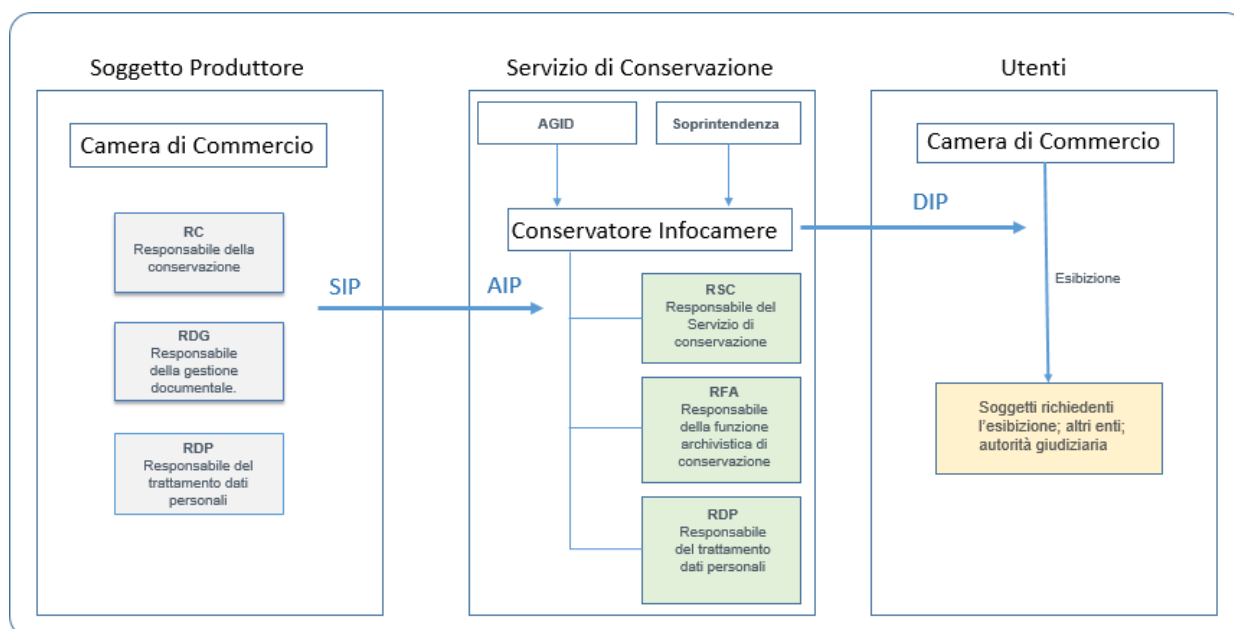 Soggetto Produttore
Camera di Commercio
RC
Responsabile della
conservazione
RDG
Responsabile
della gestione
documentale.
RDP
Responsabile del
trattamento dati
personali
SIP
Servizio di Conservazione
AGID
Soprintendenza
Conservatore Infocamere
AIP
RSC
Responsabile del
Servizio di
conservazione
RFA
Responsabile
della funzione
archivistica di
conservazione
RDP
Responsabile
del trattamento
dati personali
DIP
Utenti
Camera di Commercio
Esibizione
Soggetti richiedenti
l'esibizione; altri enti;
autorità giudiziaria